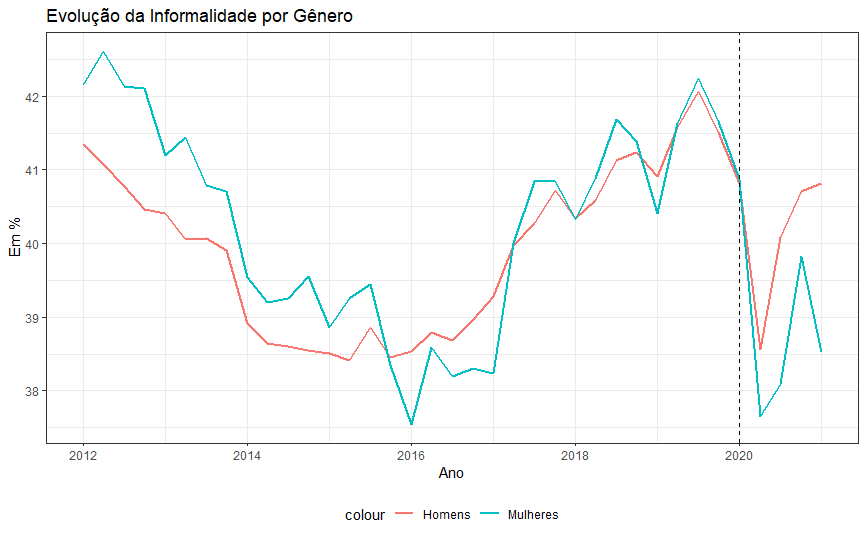 Evolução da Informalidade por Gênero
Em %
42
41
40
39
38
2012 2014 2016 2018 2020
Ano
colour Homens Mulheres